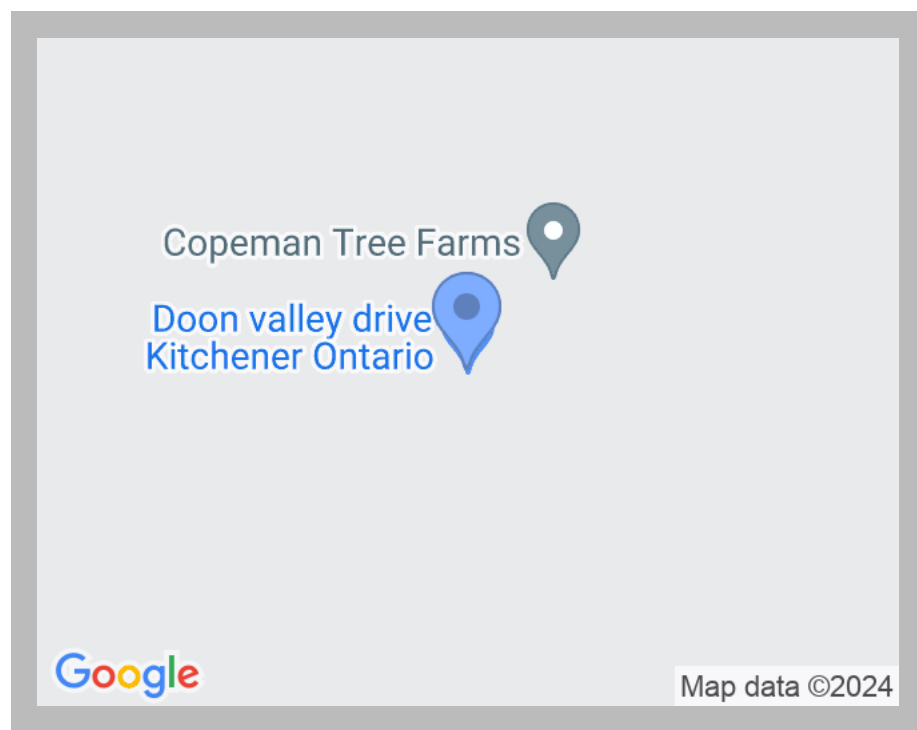 Copeman Tree Farms
Doon valley drive
Kitchener Ontario
Google
Map data ©2024